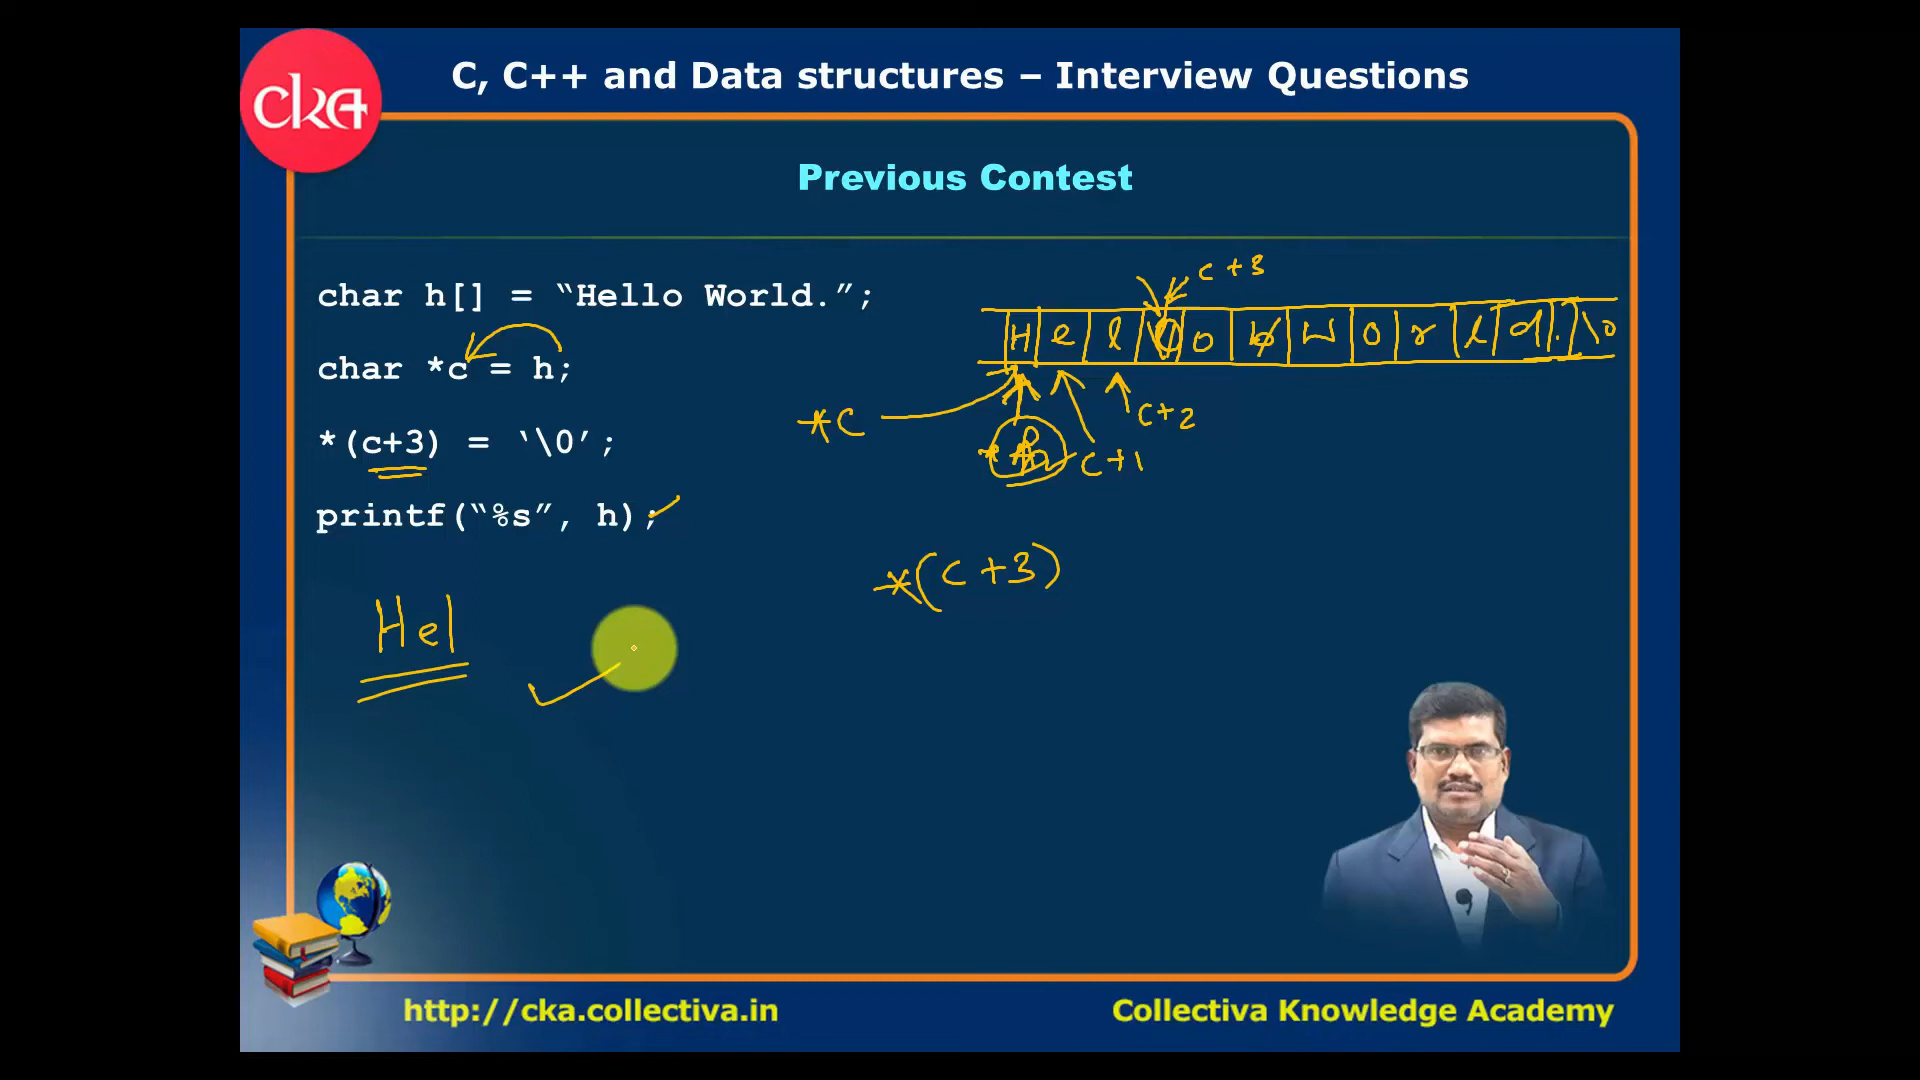 cka
C, C++ and Data structures – Interview Questions
Previous Contest
char h[] = “Hello World.”;
char *c = h;
*(c+3) = ‘\0’;
printf(“%s”, h);
c+3
H e l o b W o r l d . \0
*C
c+2
c+1
*(c+3)
Hel
http://cka.collectiva.in
Collectiva Knowledge Academy